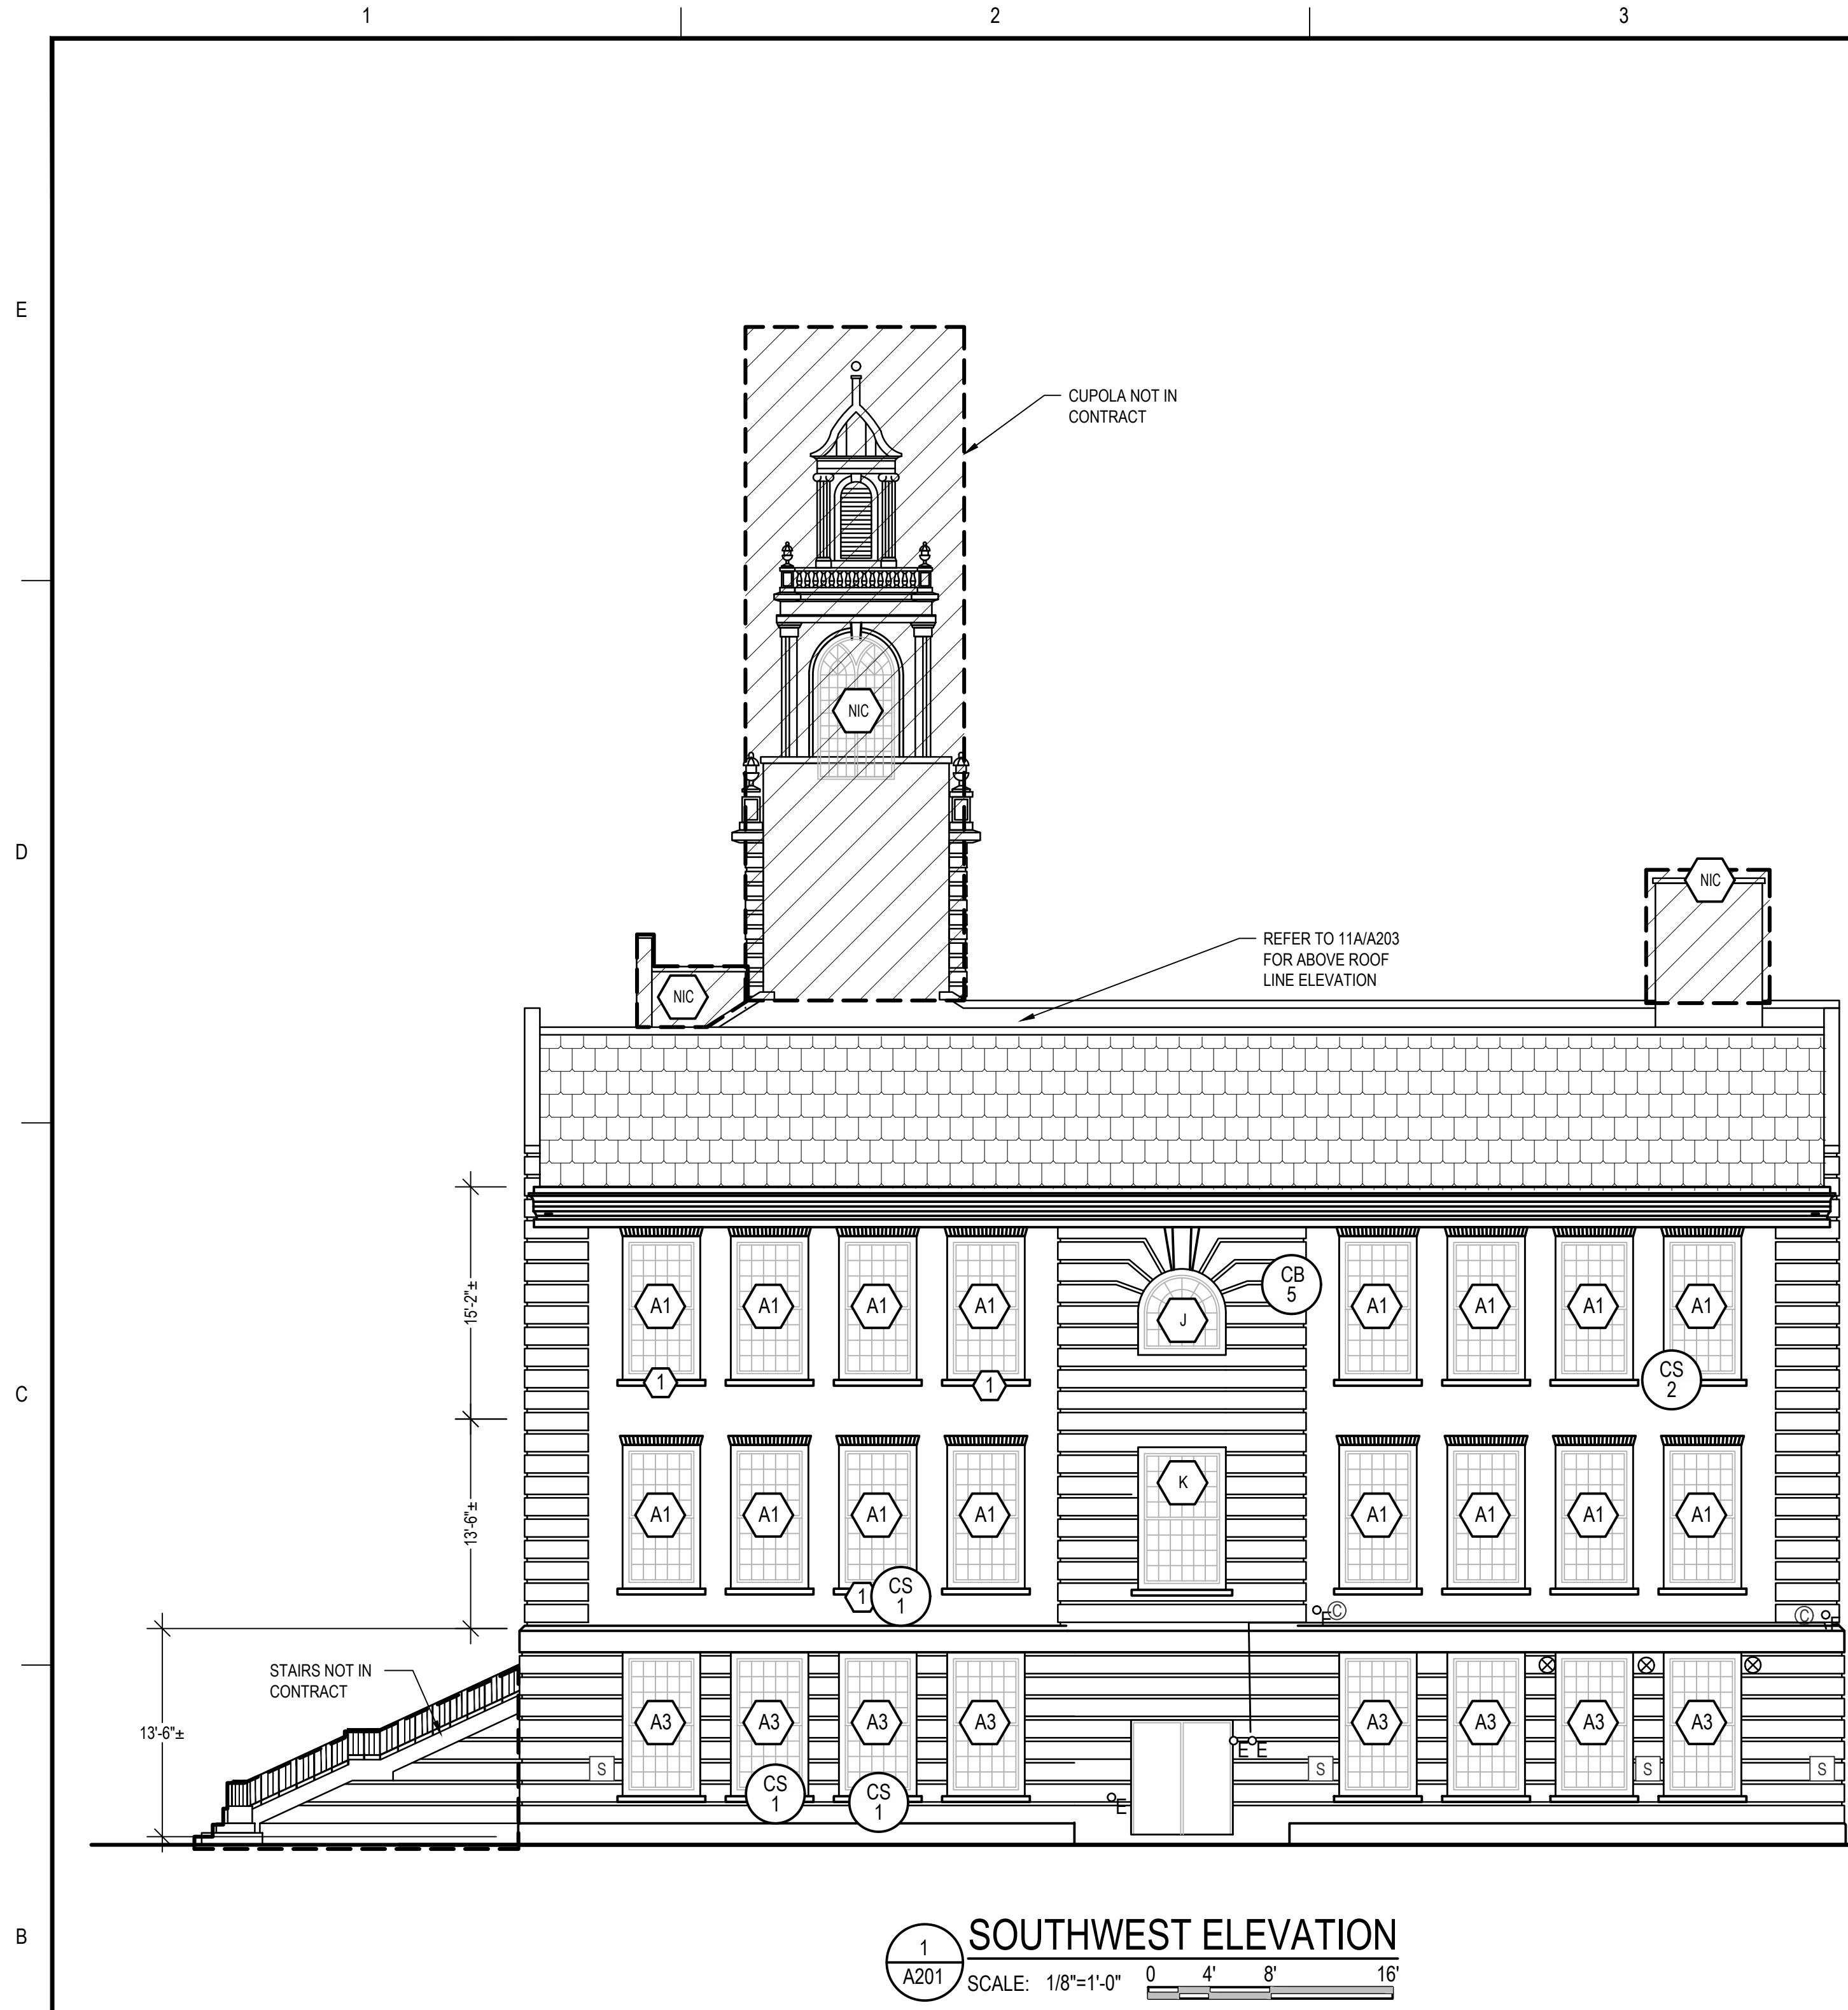 1 2 3
E
CUPOLA NOT IN
CONTRACT
NIC
D
NIC
REFER TO 11A/A203
FOR ABOVE ROOF
LINE ELEVATION
NIC
15'-2"±
CB
5
A1 A1 A1 A1 J A1 A1 A1 A1
1 1
CS
2
C
13'-6"±
A1 A1 A1 A1 K A1 A1 A1 A1
1
CS
1
E C C E
STAIRS NOT IN
CONTRACT
13'-6"±
A3 A3 A3 A3 A3 A3 A3 A3
E E
S S S S
CS
1
CS
1
E
B
1
A201
SOUTHWEST ELEVATION
SCALE: 1/8"=1'-0"
0 4' 8' 16'